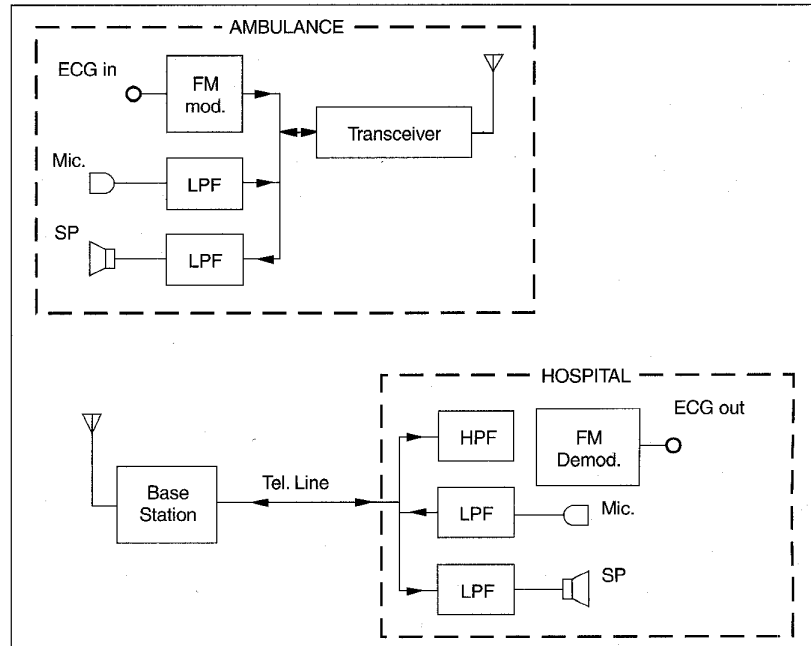 AMBULANCE
ECG in
FM
mod.
Transceiver
Mic.
LPF
SP
LPF
HOSPITAL
ECG out
HPF
FM
Demod.
Tel. Line
Base
Station
LPF
Mic.
LPF
SP